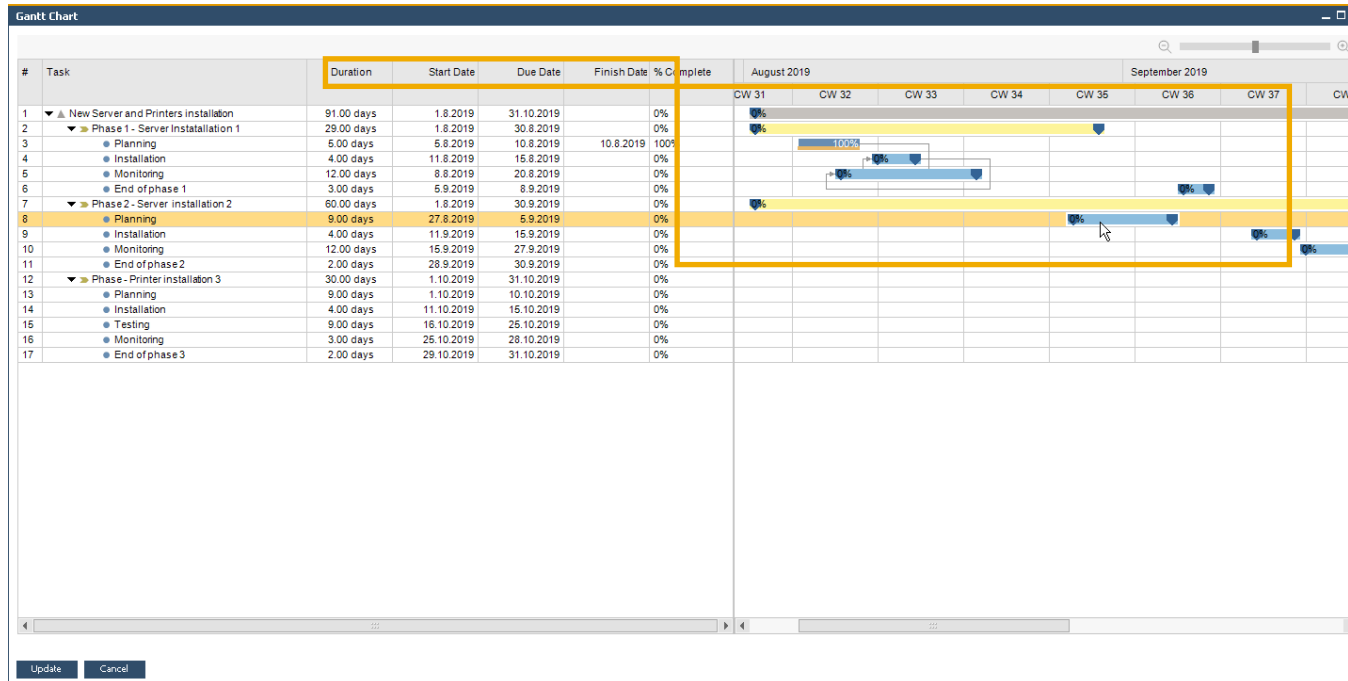 Gantt Chart
# Task Duration Start Date Due Date Finish Date % Complete August 2019 September 2019
CW 31 CW 32 CW 33 CW 34 CW 35 CW 36 CW 37 CW
1 New Server and Printers installation 91.00 days 1.8.2019 31.10.2019 0% 0%
2 Phase 1 - Server Instatallation 1 29.00 days 1.8.2019 30.8.2019 0% 0%
3 Planning 5.00 days 5.8.2019 10.8.2019 10.8.2019 100% 100%
4 Installation 4.00 days 11.8.2019 15.8.2019 0% 0%
5 Monitoring 12.00 days 8.8.2019 20.8.2019 0% 0%
6 End of phase 1 3.00 days 5.9.2019 8.9.2019 0% 0%
7 Phase 2 - Server installation 2 60.00 days 1.8.2019 30.9.2019 0% 0%
8 Planning 9.00 days 27.8.2019 5.9.2019 0% 0%
9 Installation 4.00 days 11.9.2019 15.9.2019 0% 0%
10 Monitoring 12.00 days 15.9.2019 27.9.2019 0% 0%
11 End of phase 2 2.00 days 28.9.2019 30.9.2019 0%
12 Phase - Printer installation 3 30.00 days 1.10.2019 31.10.2019 0%
13 Planning 9.00 days 1.10.2019 10.10.2019 0%
14 Installation 4.00 days 11.10.2019 15.10.2019 0%
15 Testing 9.00 days 16.10.2019 25.10.2019 0%
16 Monitoring 3.00 days 25.10.2019 28.10.2019 0%
17 End of phase 3 2.00 days 29.10.2019 31.10.2019 0%
Update Cancel